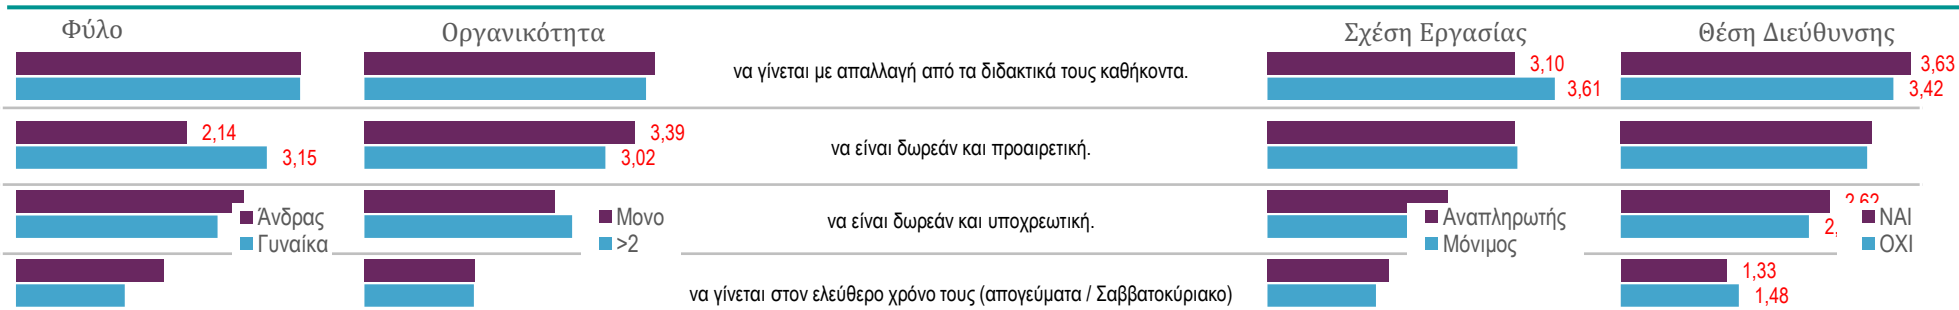 Φύλο
Οργανικότητα
Σχέση Εργασίας
Θέση Διεύθυνσης
να γίνεται με απαλλαγή από τα διδακτικά τους καθήκοντα.
3,10
3,61
3,63
3,42
2,14
3,15
3,39
3,02
να είναι δωρεάν και προαιρετική.
Άνδρας
Γυναίκα
Μονο
>2
να είναι δωρεάν και υποχρεωτική.
Αναπληρωτής
Μόνιμος
2,62
2,
ΝΑΙ
ΟΧΙ
να γίνεται στον ελεύθερο χρόνο τους (απογεύματα / Σαββατοκύριακο)
1,33
1,48